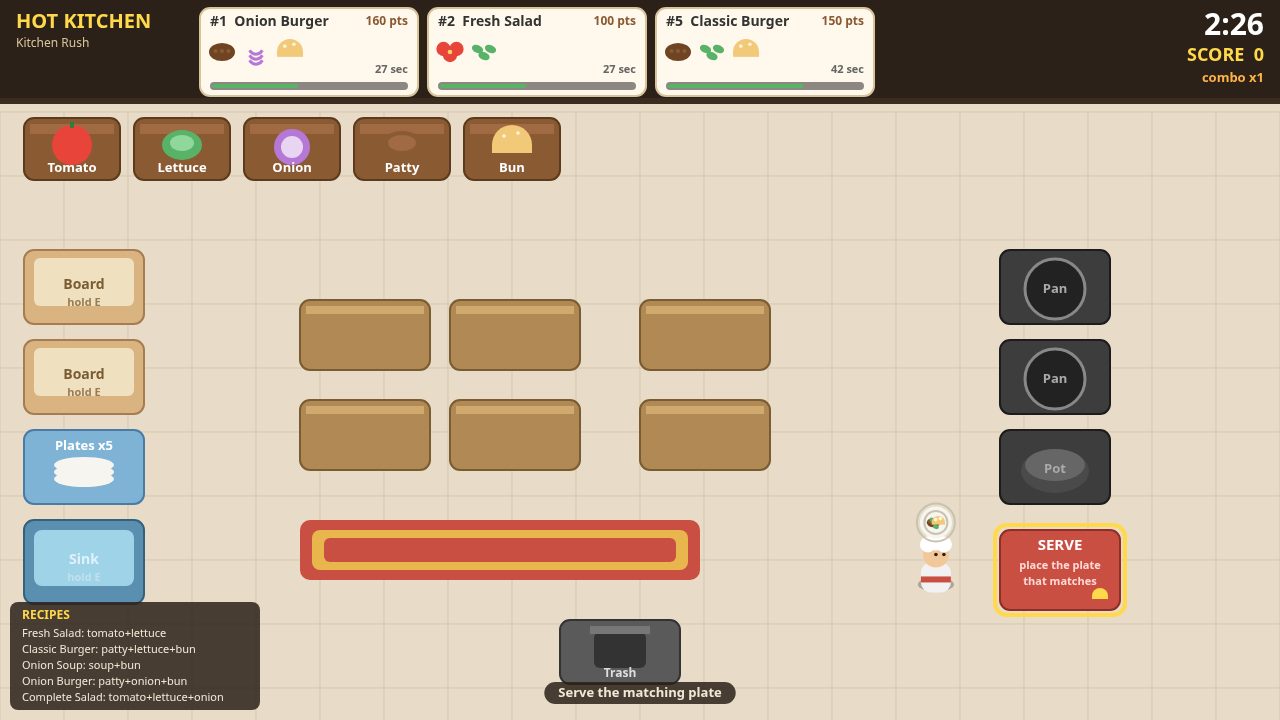 HOT KITCHEN
Kitchen Rush
#1 Onion Burger 160 pts
27 sec
#2 Fresh Salad 100 pts
27 sec
#5 Classic Burger 150 pts
42 sec
2:26
SCORE 0
combo x1
Tomato
Lettuce
Onion
Patty
Bun
Board
hold E
Board
hold E
Plates x5
Sink
hold E
Pan
Pan
Pot
SERVE
place the plate
that matches
RECIPES
Fresh Salad: tomato+lettuce
Classic Burger: patty+lettuce+bun
Onion Soup: soup+bun
Onion Burger: patty+onion+bun
Complete Salad: tomato+lettuce+onion
Trash
Serve the matching plate